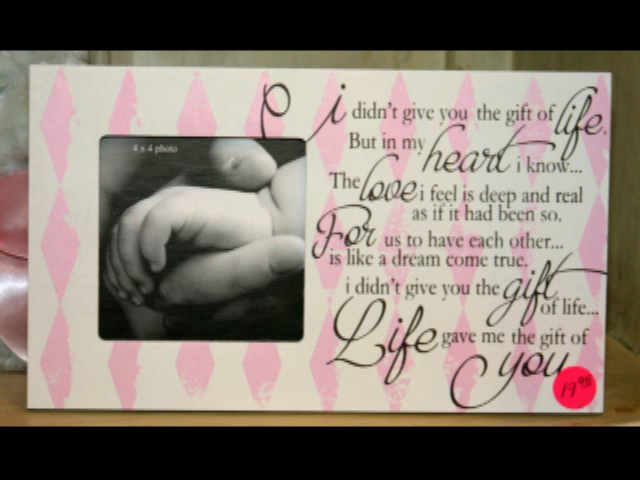 4 x 4 photo
i didn't give you the gift of life.
But in my heart i know...
The love i feel is deep and real
as if it had been so.
For us to have each other...
is like a dream come true.
i didn't give you the gift
of life...
Life gave me the gift of
you
19.95